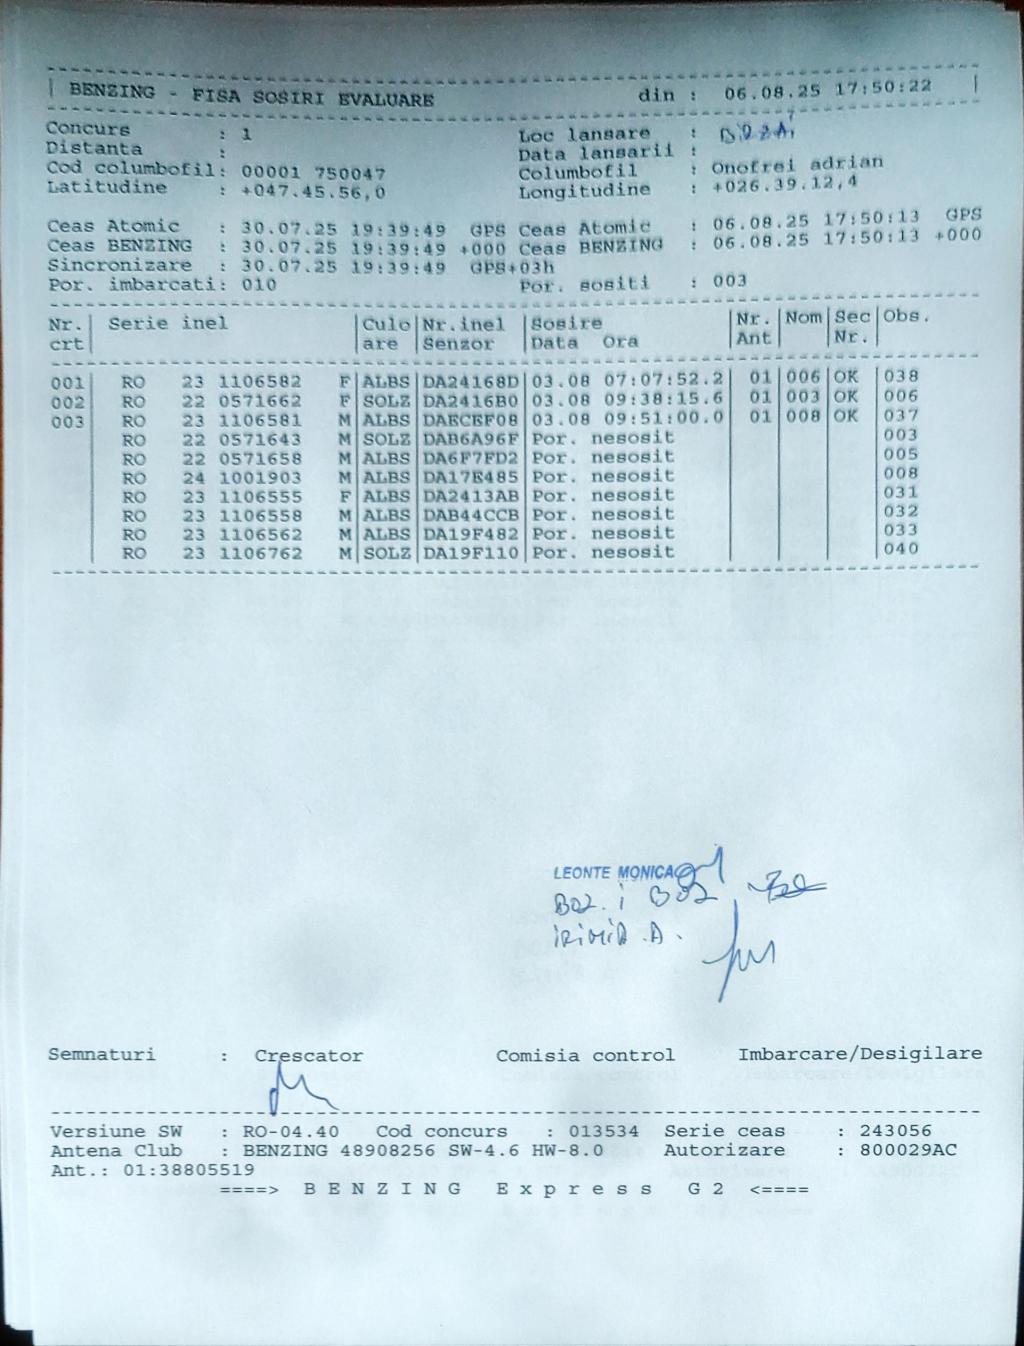 BENZING - FISA SOSIRI EVALUARE din : 06.08.25 17:50:22
Concurs : 1 Loc lansare :
Distanta : Data lansarii :
Cod columbofil: 00001 750047 Columbofil : Onofrei adrian
Latitudine : +047.45.56,0 Longitudine : +026.39.12,4
Ceas Atomic : 30.07.25 19:39:49 GPS Ceas Atomic : 06.08.25 17:50:13 GPS
Ceas BENZING : 30.07.25 19:39:49 +000 Ceas BENZING : 06.08.25 17:50:13 +000
Sincronizare : 30.07.25 19:39:49 GPS+03h
Por. imbarcati: 010 Por. sositi : 003
Nr. | Serie inel | Culo | Nr.inel | Sosire | Nr. | Nom | Sec | Obs.
crt | are | Senzor | Data Ora | Ant | Nr. |
001 | RO 23 1106582 F | ALBS | DA24168D | 03.08 07:07:52.2 | 01 | 006 | OK | 038
002 | RO 22 0571662 F | SOLZ | DA2416B0 | 03.08 09:38:15.6 | 01 | 003 | OK | 006
003 | RO 23 1106581 M | ALBS | DAECEF08 | 03.08 09:51:00.0 | 01 | 008 | OK | 037
RO 22 0571643 M | SOLZ | DAB6A96F | Por. nesosit | 003
RO 22 0571658 M | ALBS | DA6F7FD2 | Por. nesosit | 005
RO 24 1001903 M | ALBS | DA17E485 | Por. nesosit | 008
RO 23 1106555 F | ALBS | DA2413AB | Por. nesosit | 031
RO 23 1106558 M | ALBS | DAB44CCB | Por. nesosit | 032
RO 23 1106562 M | ALBS | DA19F482 | Por. nesosit | 033
RO 23 1106762 M | SOLZ | DA19F110 | Por. nesosit | 040
LEONTE MONICA
IRIMIA .A.
Semnaturi : Crescator Comisia control Imbarcare/Desigilare
Versiune SW : RO-04.40 Cod concurs : 013534 Serie ceas : 243056
Antena Club : BENZING 48908256 SW-4.6 HW-8.0 Autorizare : 800029AC
Ant.: 01:38805519
====> B E N Z I N G E x p r e s s G 2 <====